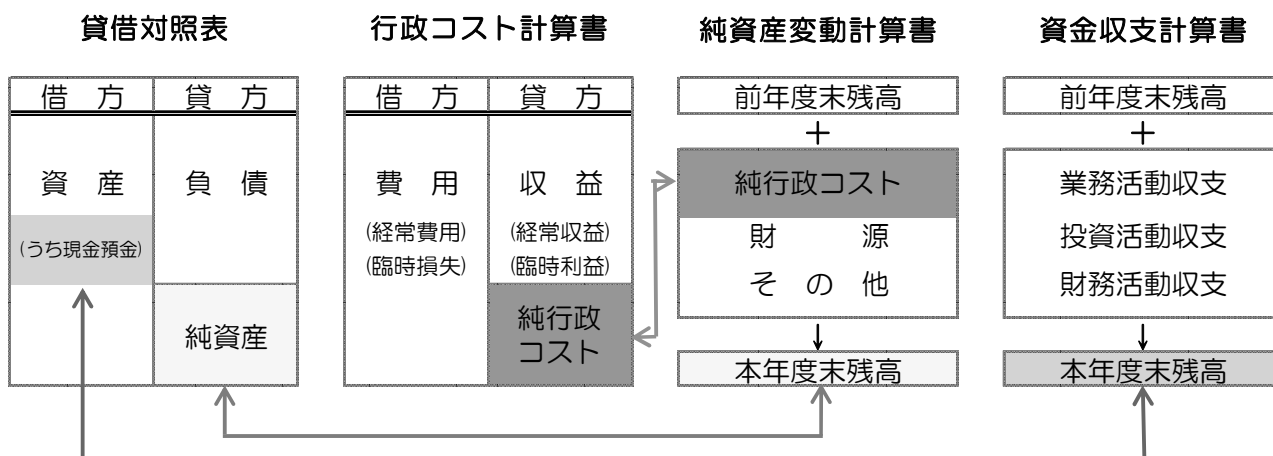 貸借対照表
借 方 貸 方
資 産 負 債
(うち現金預金)
純資産
行政コスト計算書
借 方 貸 方
費 用 収 益
(経常費用) (経常収益)
(臨時損失) (臨時利益)
純行政
コスト
純資産変動計算書
前年度末残高
+
純行政コスト
財 源
そ の 他
↓
本年度末残高
資金収支計算書
前年度末残高
+
業務活動収支
投資活動収支
財務活動収支
↓
本年度末残高